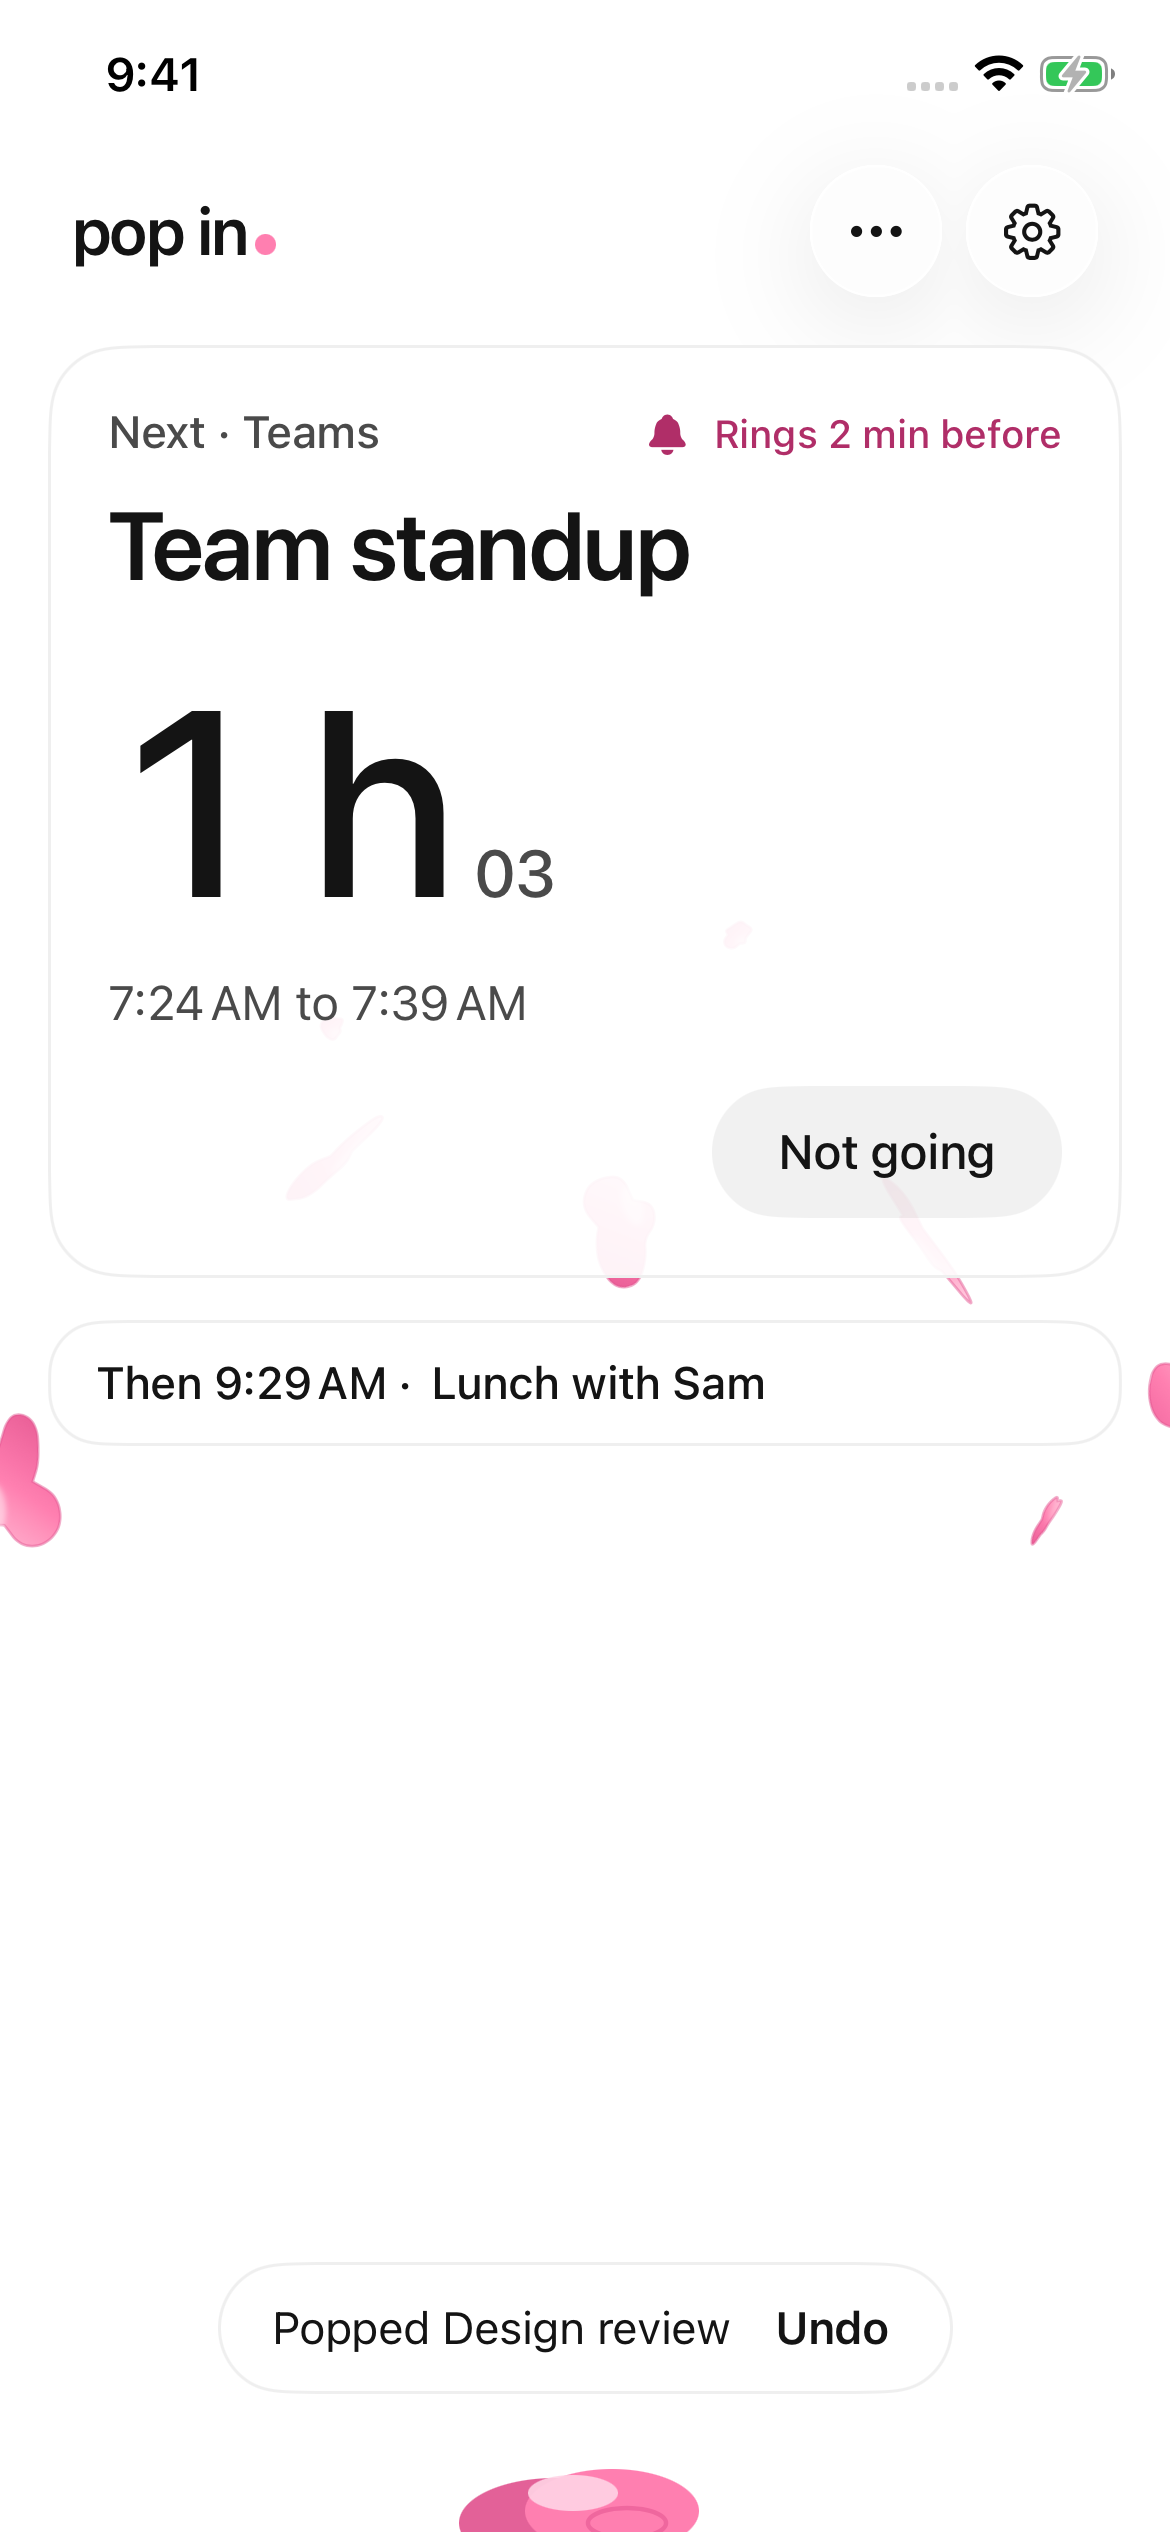 9:41
pop in
Next · Teams
Rings 2 min before
Team standup
1 h 03
7:24 AM to 7:39 AM
Not going
Then 9:29 AM · Lunch with Sam
Popped Design review Undo